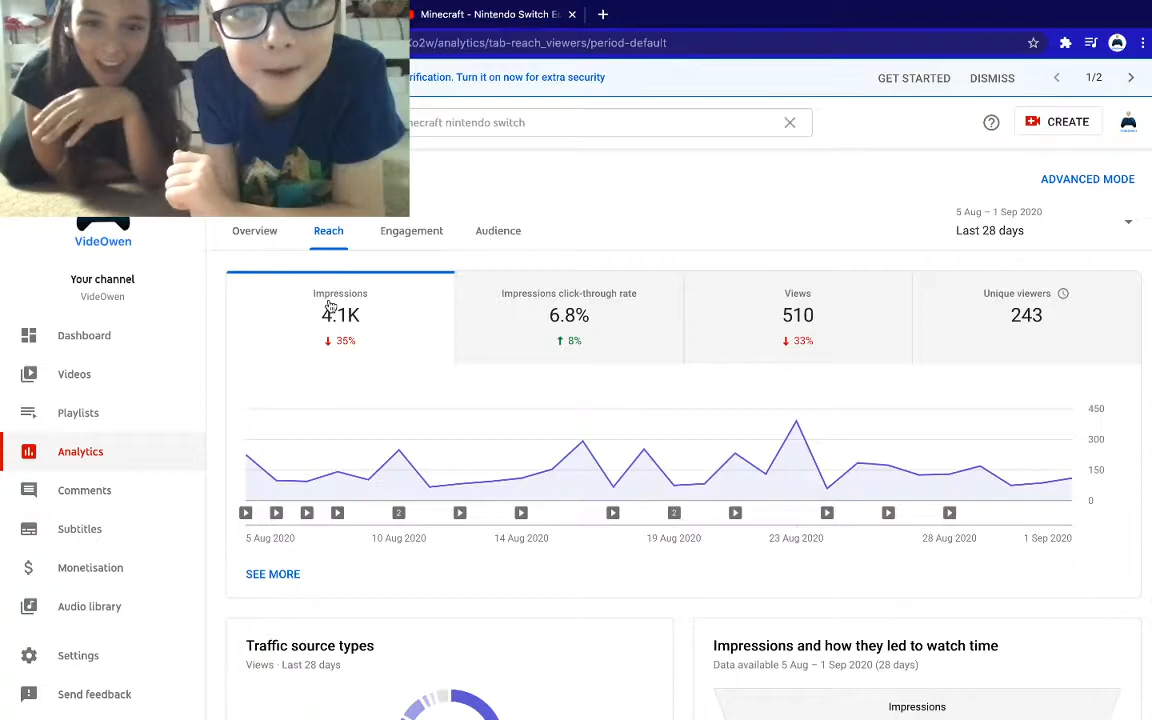 Minecraft - Nintendo Switch E
Ko2w/analytics/tab-reach_viewers/period-default
rification. Turn it on now for extra security
GET STARTED
DISMISS
1/2
necraft nintendo switch
CREATE
ADVANCED MODE
VideOwen
Your channel
VideOwen
Dashboard
Videos
Playlists
Analytics
Comments
Subtitles
Monetisation
Audio library
Settings
Send feedback
Overview
Reach
Engagement
Audience
5 Aug – 1 Sep 2020
Last 28 days
Impressions
4.1K
35%
Impressions click-through rate
6.8%
8%
Views
510
33%
Unique viewers
243
450
300
150
0
2
2
5 Aug 2020
10 Aug 2020
14 Aug 2020
19 Aug 2020
23 Aug 2020
28 Aug 2020
1 Sep 2020
SEE MORE
Traffic source types
Views · Last 28 days
Impressions and how they led to watch time
Data available 5 Aug – 1 Sep 2020 (28 days)
Impressions